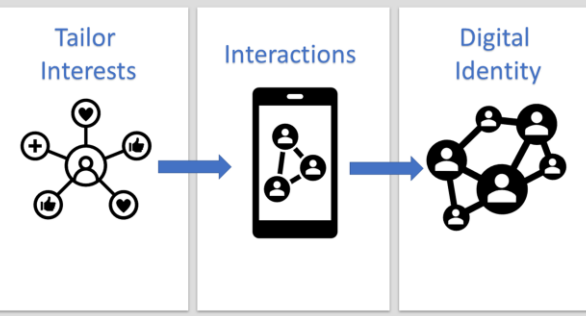 Tailor
Interests
Interactions
Digital
Identity